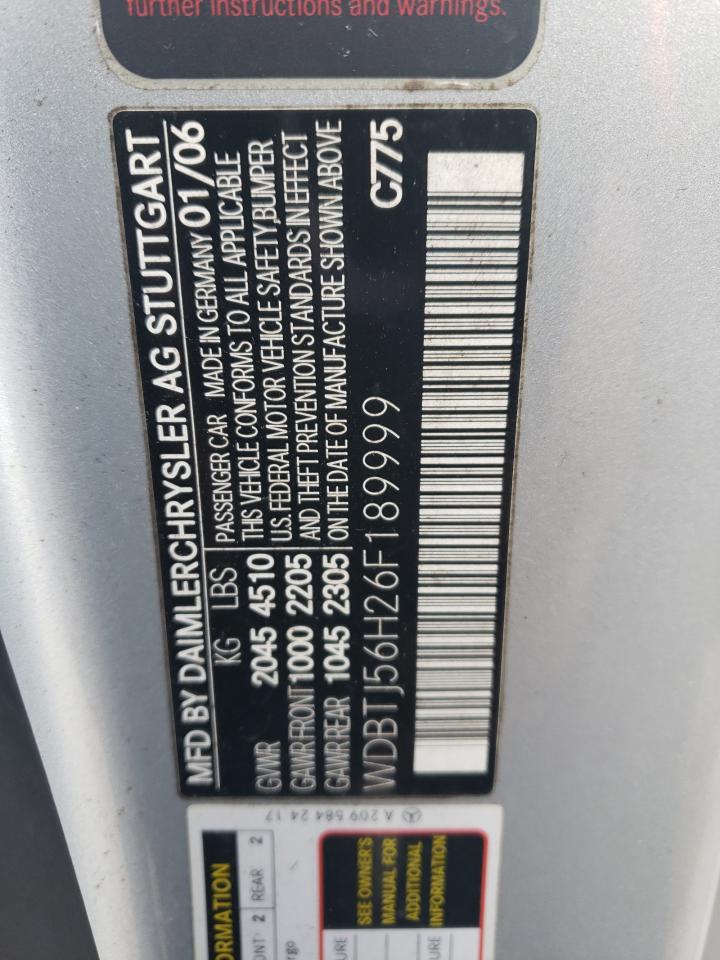 further instructions and warnings.
MFD BY DAIMLERCHRYSLER AG STUTTGART
KG LBS
PASSENGER CAR MADE IN GERMANY 01/06
GVWR 2045 4510
GAWR FRONT 1000 2205
GAWR REAR 1045 2305
THIS VEHICLE CONFORMS TO ALL APPLICABLE
U.S. FEDERAL MOTOR VEHICLE SAFETY, BUMPER
AND THEFT PREVENTION STANDARDS IN EFFECT
ON THE DATE OF MANUFACTURE SHOWN ABOVE
WDBTJ56H26F189999
C775
A 209 584 24 17
ORMATION
ONT 2 REAR 2
SEE OWNER'S
MANUAL FOR
ADDITIONAL
INFORMATION